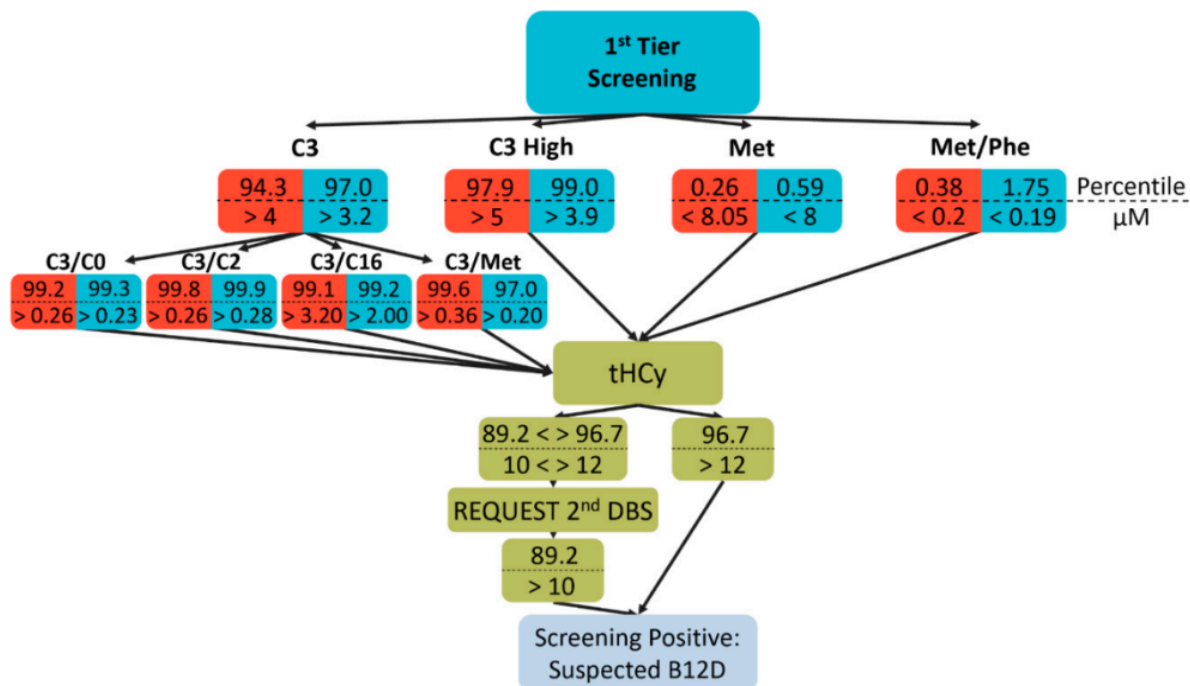 1st Tier
Screening
C3 C3 High Met Met/Phe
94.3 97.0 97.9 99.0 0.26 0.59 0.38 1.75 Percentile
> 4 > 3.2 > 5 > 3.9 < 8.05 < 8 < 0.2 < 0.19 µM
C3/C0 C3/C2 C3/C16 C3/Met
99.2 99.3 99.8 99.9 99.1 99.2 99.6 97.0
> 0.26 > 0.23 > 0.26 > 0.28 > 3.20 > 2.00 > 0.36 > 0.20
tHCy
89.2 < > 96.7 96.7
10 < > 12 > 12
REQUEST 2nd DBS
89.2
> 10
Screening Positive:
Suspected B12D